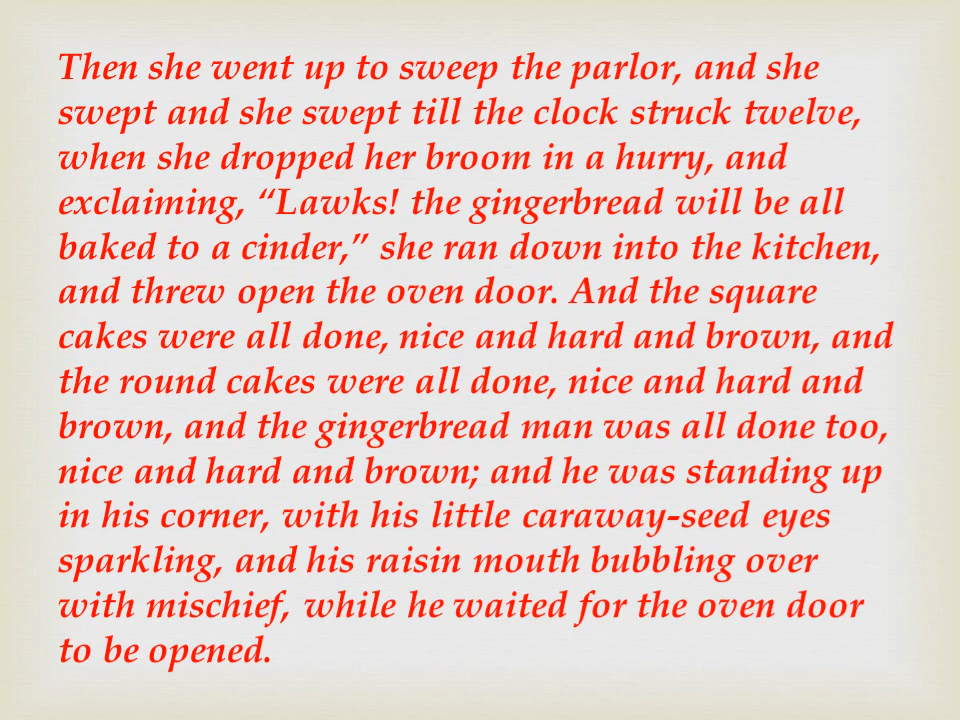 Then she went up to sweep the parlor, and she
swept and she swept till the clock struck twelve,
when she dropped her broom in a hurry, and
exclaiming, “Lawks! the gingerbread will be all
baked to a cinder,” she ran down into the kitchen,
and threw open the oven door. And the square
cakes were all done, nice and hard and brown, and
the round cakes were all done, nice and hard and
brown, and the gingerbread man was all done too,
nice and hard and brown; and he was standing up
in his corner, with his little caraway-seed eyes
sparkling, and his raisin mouth bubbling over
with mischief, while he waited for the oven door
to be opened.